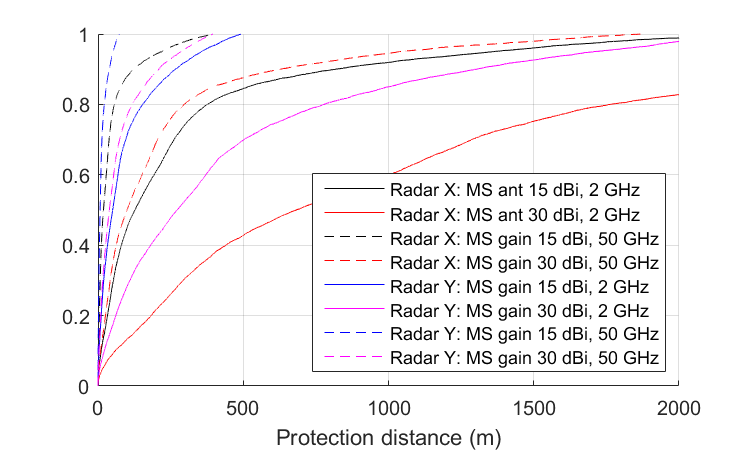 1
0.8
0.6
0.4
0.2
0
0 500 1000 1500 2000
Protection distance (m)
Radar X: MS ant 15 dBi, 2 GHz
Radar X: MS ant 30 dBi, 2 GHz
Radar X: MS gain 15 dBi, 50 GHz
Radar X: MS gain 30 dBi, 50 GHz
Radar Y: MS gain 15 dBi, 2 GHz
Radar Y: MS gain 30 dBi, 2 GHz
Radar Y: MS gain 15 dBi, 50 GHz
Radar Y: MS gain 30 dBi, 50 GHz